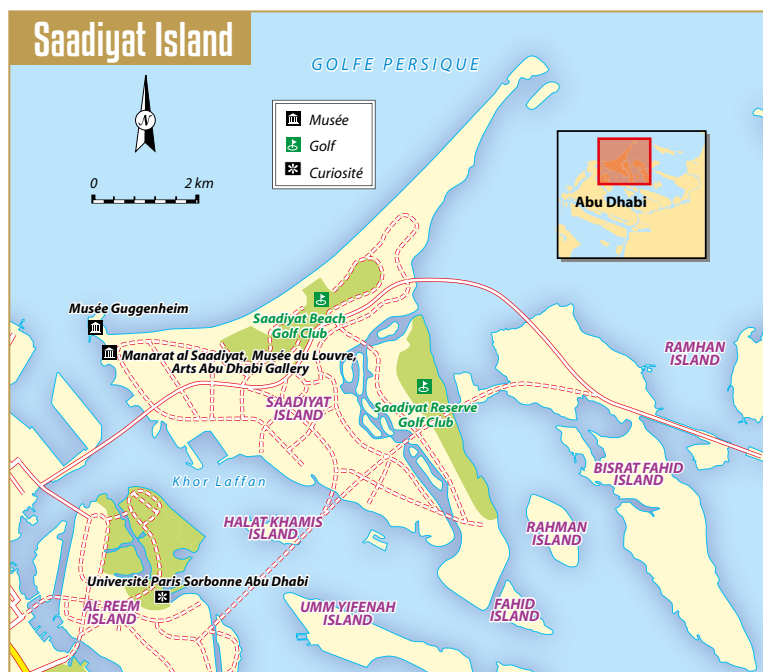 Saadiyat Island
GOLFE PERSIQUE
Musée
Golf
Curiosité
N
0 2 km
Abu Dhabi
Musée Guggenheim
Saadiyat Beach
Golf Club
Manarat al Saadiyat, Musée du Louvre,
Arts Abu Dhabi Gallery
RAMHAN
ISLAND
SAADIYAT
ISLAND
Saadiyat Reserve
Golf Club
BISRAT FAHID
ISLAND
Khor Laffan
HALAT KHAMIS
ISLAND
RAHMAN
ISLAND
Université Paris Sorbonne Abu Dhabi
AL REEM
ISLAND
UMM YIFENAH
ISLAND
FAHID
ISLAND